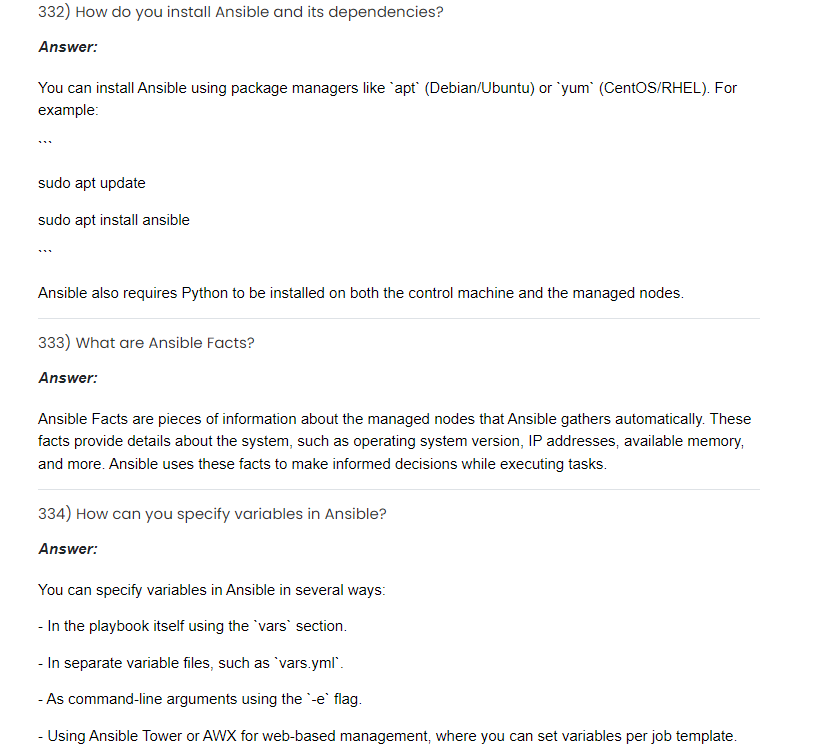 332) How do you install Ansible and its dependencies?
Answer:
You can install Ansible using package managers like `apt` (Debian/Ubuntu) or `yum` (CentOS/RHEL). For
example:
```
sudo apt update
sudo apt install ansible
```
Ansible also requires Python to be installed on both the control machine and the managed nodes.
333) What are Ansible Facts?
Answer:
Ansible Facts are pieces of information about the managed nodes that Ansible gathers automatically. These
facts provide details about the system, such as operating system version, IP addresses, available memory,
and more. Ansible uses these facts to make informed decisions while executing tasks.
334) How can you specify variables in Ansible?
Answer:
You can specify variables in Ansible in several ways:
- In the playbook itself using the `vars` section.
- In separate variable files, such as `vars.yml`.
- As command-line arguments using the `-e` flag.
- Using Ansible Tower or AWX for web-based management, where you can set variables per job template.